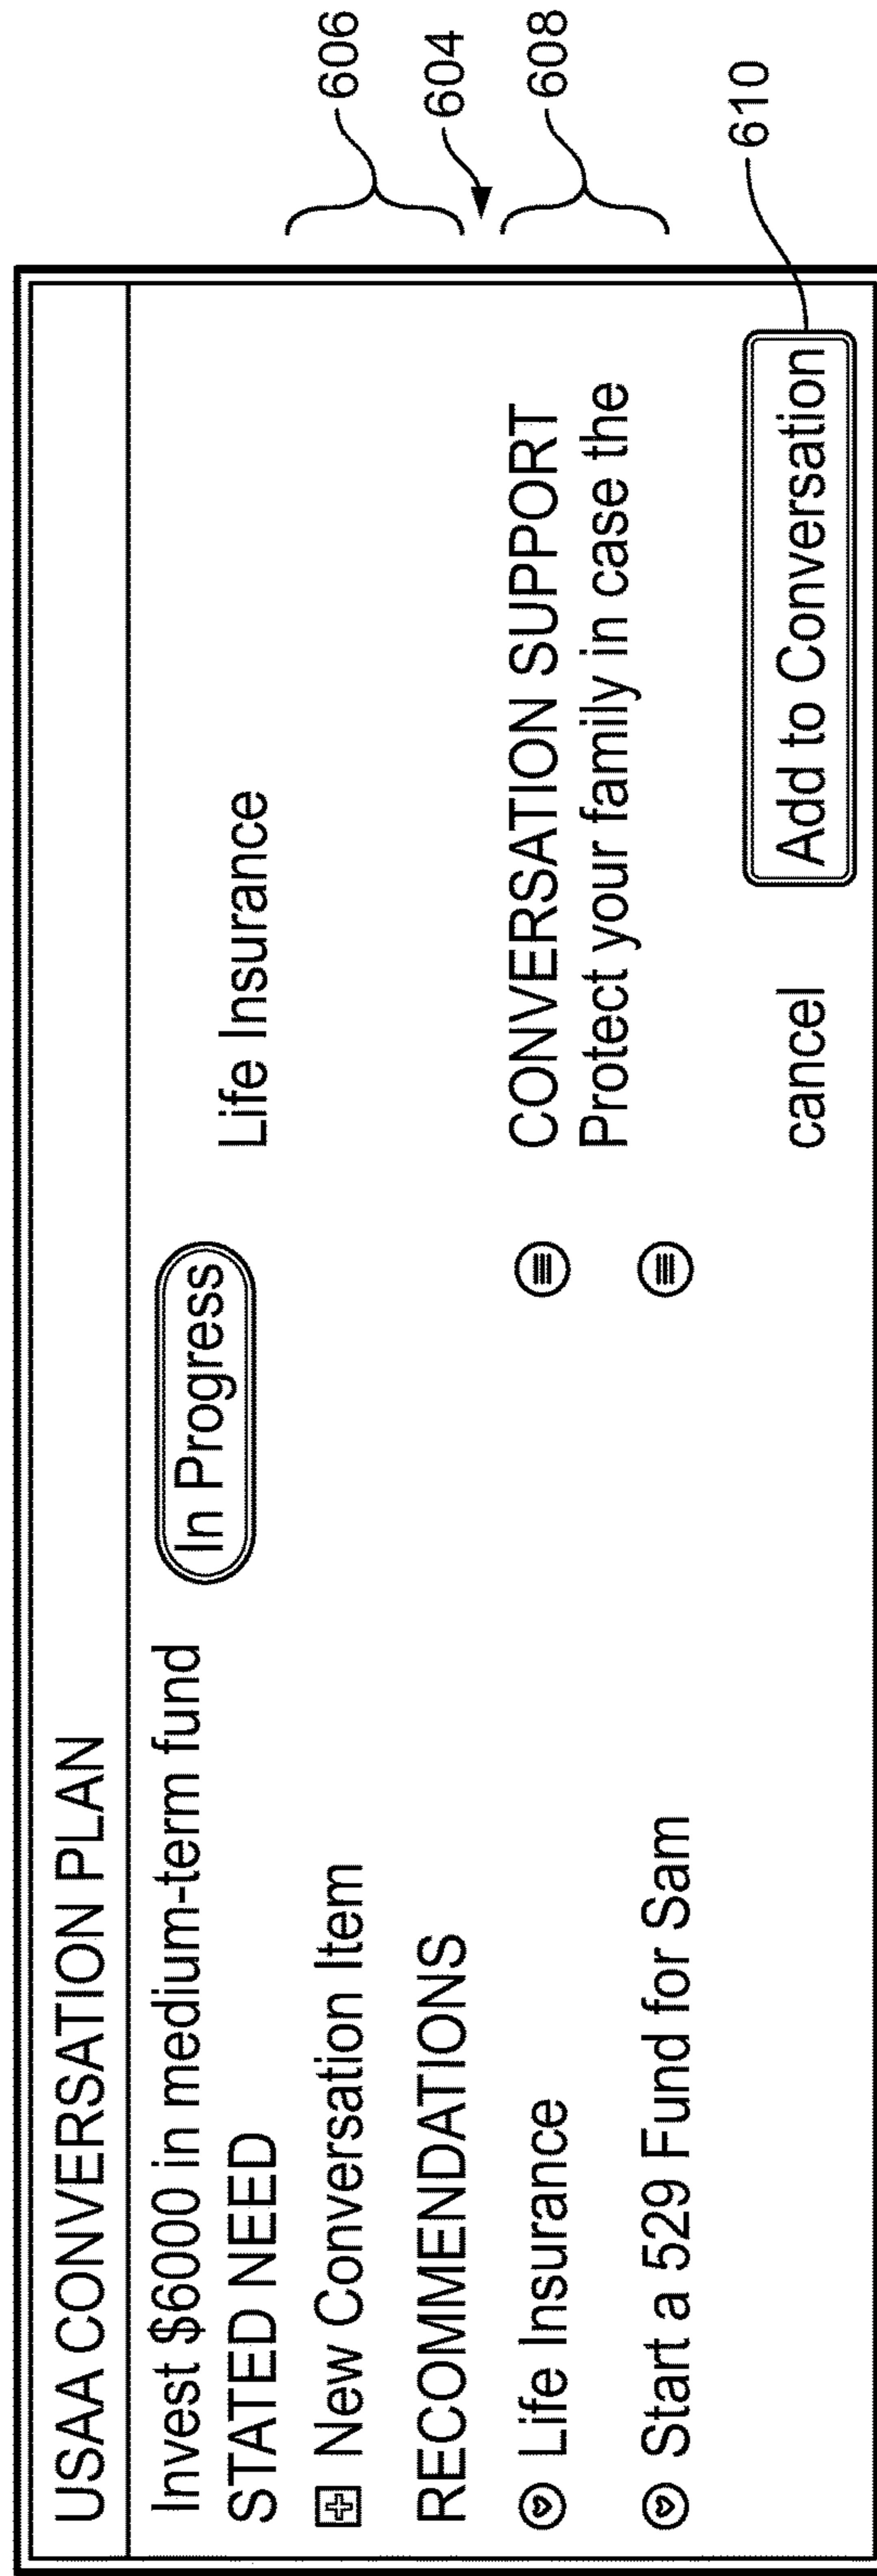 USAA CONVERSATION PLAN
Invest $6000 in medium-term fund
In Progress
STATED NEED
Life Insurance
New Conversation Item
RECOMMENDATIONS
Life Insurance
CONVERSATION SUPPORT
Protect your family in case the
Start a 529 Fund for Sam
cancel
Add to Conversation
606
604
608
610